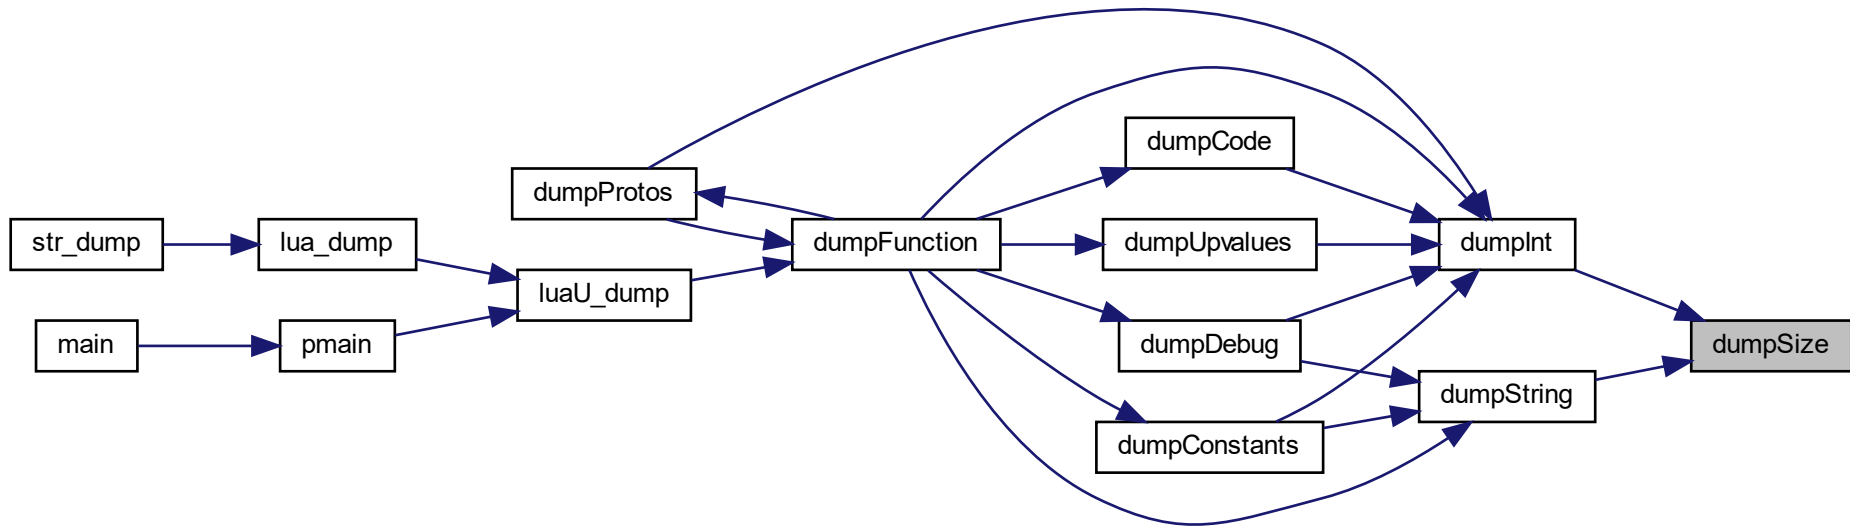 str_dump
main
lua_dump
pmain
dumpProtos
luaU_dump
dumpFunction
dumpCode
dumpUpvalues
dumpDebug
dumpConstants
dumpInt
dumpString
dumpSize